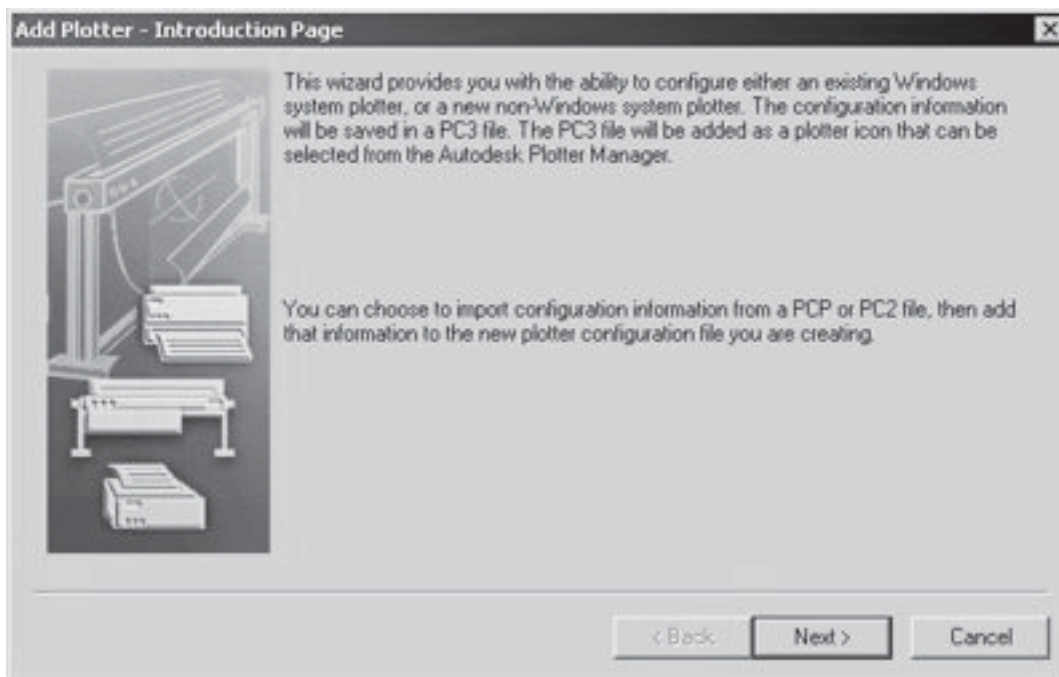 Add Plotter - Introduction Page
This wizard provides you with the ability to configure either an existing Windows
system plotter, or a new non-Windows system plotter. The configuration information
will be saved in a PC3 file. The PC3 file will be added as a plotter icon that can be
selected from the Autodesk Plotter Manager.
You can choose to import configuration information from a PCP or PC2 file, then add
that information to the new plotter configuration file you are creating.
< Back
Next >
Cancel